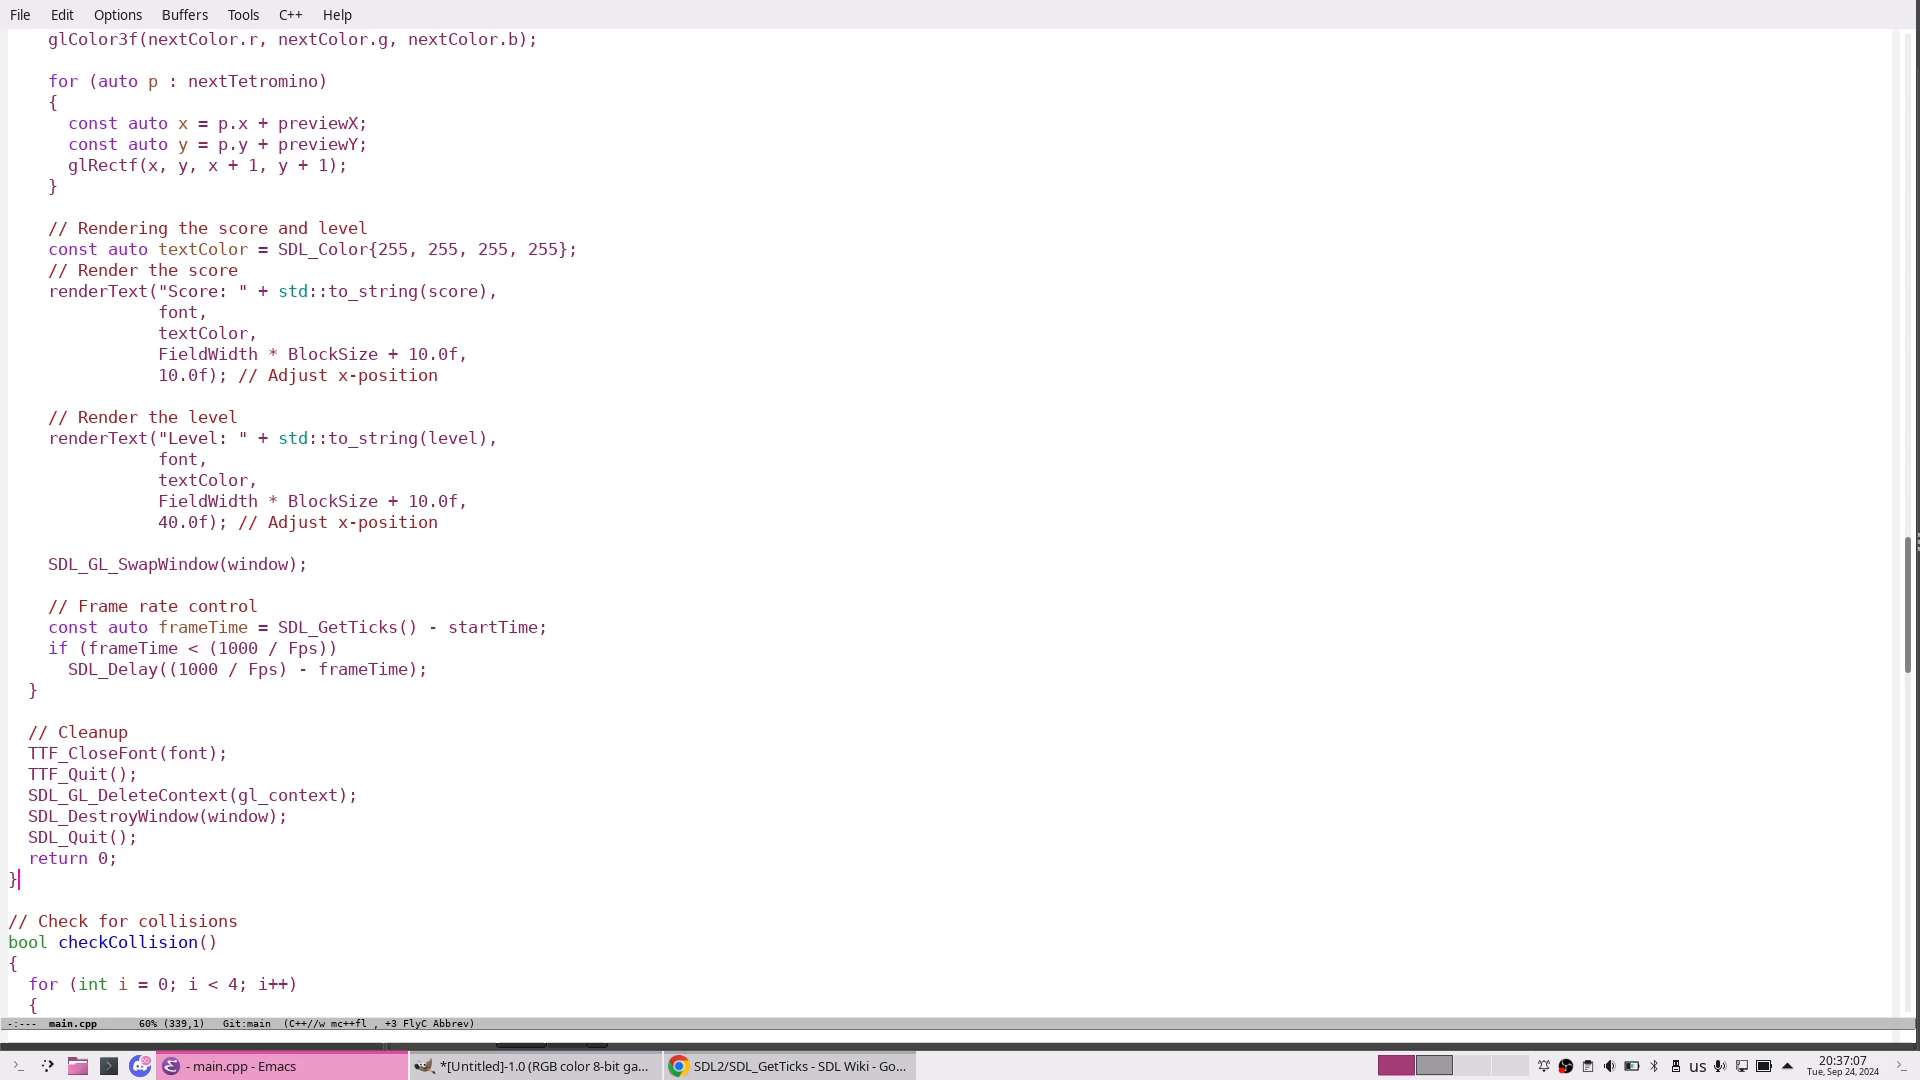 File Edit Options Buffers Tools C++ Help
    glColor3f(nextColor.r, nextColor.g, nextColor.b);
    for (auto p : nextTetromino)
    {
      const auto x = p.x + previewX;
      const auto y = p.y + previewY;
      glRectf(x, y, x + 1, y + 1);
    }
    // Rendering the score and level
    const auto textColor = SDL_Color{255, 255, 255, 255};
    // Render the score
    renderText("Score: " + std::to_string(score),
               font,
               textColor,
               FieldWidth * BlockSize + 10.0f,
               10.0f); // Adjust x-position
    // Render the level
    renderText("Level: " + std::to_string(level),
               font,
               textColor,
               FieldWidth * BlockSize + 10.0f,
               40.0f); // Adjust x-position
    SDL_GL_SwapWindow(window);
    // Frame rate control
    const auto frameTime = SDL_GetTicks() - startTime;
    if (frameTime < (1000 / Fps))
      SDL_Delay((1000 / Fps) - frameTime);
  }
  // Cleanup
  TTF_CloseFont(font);
  TTF_Quit();
  SDL_GL_DeleteContext(gl_context);
  SDL_DestroyWindow(window);
  SDL_Quit();
  return 0;
}
// Check for collisions
bool checkCollision()
{
  for (int i = 0; i < 4; i++)
  {
-:--- main.cpp 60% (339,1) Git:main (C++//w mc++fl , +3 FlyC Abbrev)
- main.cpp - Emacs *[Untitled]-1.0 (RGB color 8-bit ga... SDL2/SDL_GetTicks - SDL Wiki - Go... us 20:37:07
Tue, Sep 24, 2024